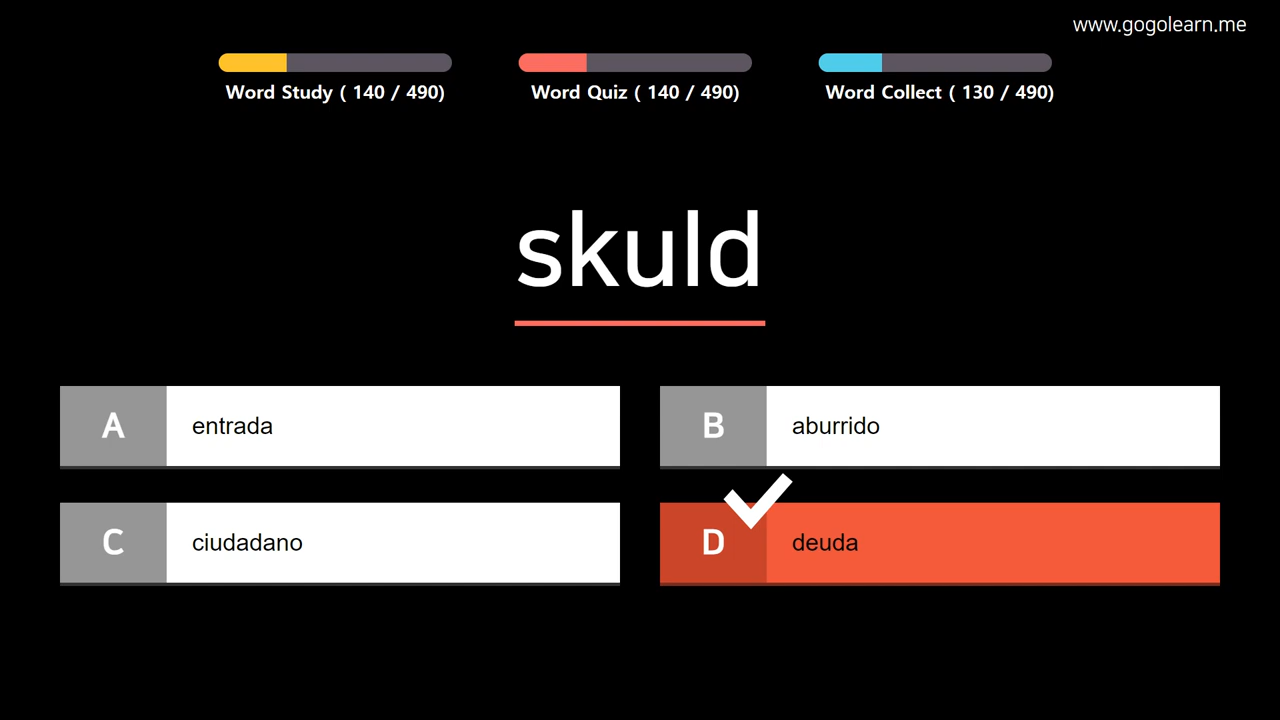 www.gogolearn.me
Word Study ( 140 / 490)
Word Quiz ( 140 / 490)
Word Collect ( 130 / 490)
skuld
A
entrada
B
aburrido
C
ciudadano
D
deuda